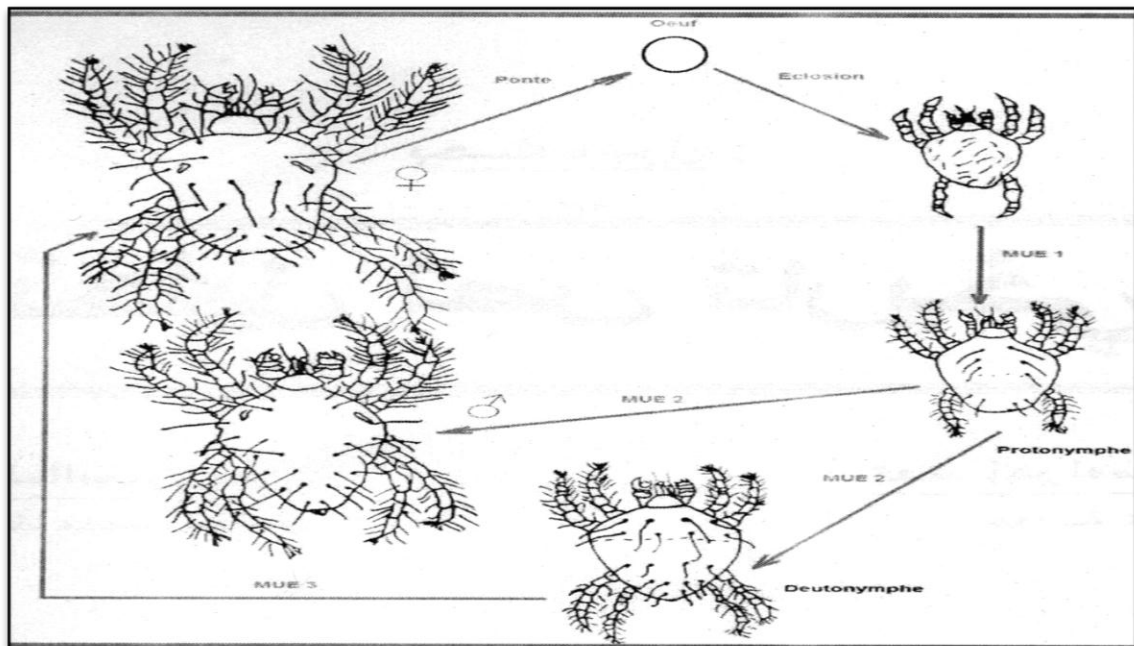 Oeuf
Ponte
Eclosion
♀
MUE 1
♂
MUE 2
Protonymphe
MUE 2
Deutonymphe
MUE 3